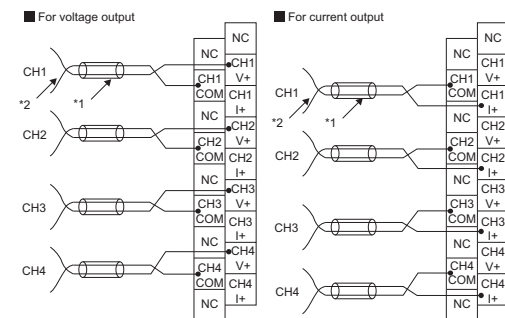 ■ For voltage output
NC
NC
CH1
V+
CH1
CH1
COM
CH1
I+
*2
*1
NC
CH2
V+
CH2
CH2
COM
CH2
I+
NC
CH3
V+
CH3
CH3
COM
CH3
I+
NC
CH4
V+
CH4
CH4
COM
CH4
I+
NC
■ For current output
NC
NC
CH1
V+
CH1
CH1
COM
CH1
I+
*2
*1
NC
CH2
V+
CH2
CH2
COM
CH2
I+
NC
CH3
V+
CH3
CH3
COM
CH3
I+
NC
CH4
V+
CH4
CH4
COM
CH4
I+
NC